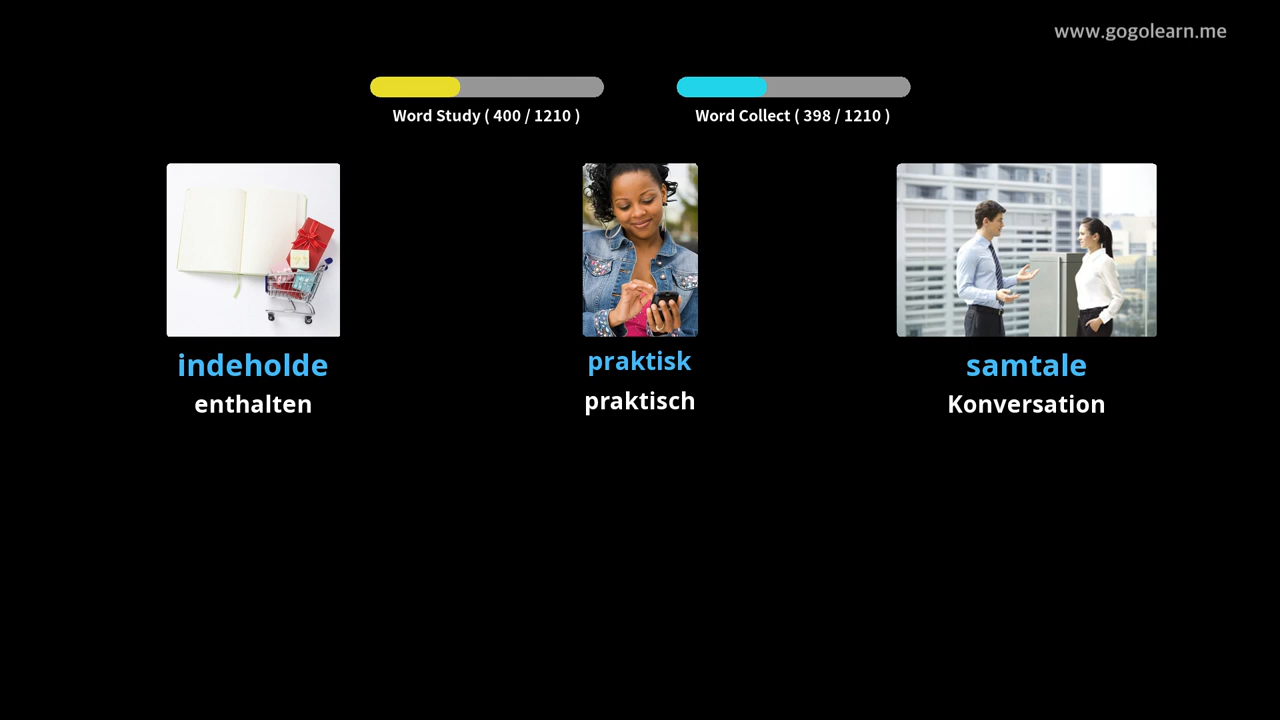 www.gogolearn.me
Word Study ( 400 / 1210 )
Word Collect ( 398 / 1210 )
indeholde
enthalten
praktisk
praktisch
samtale
Konversation